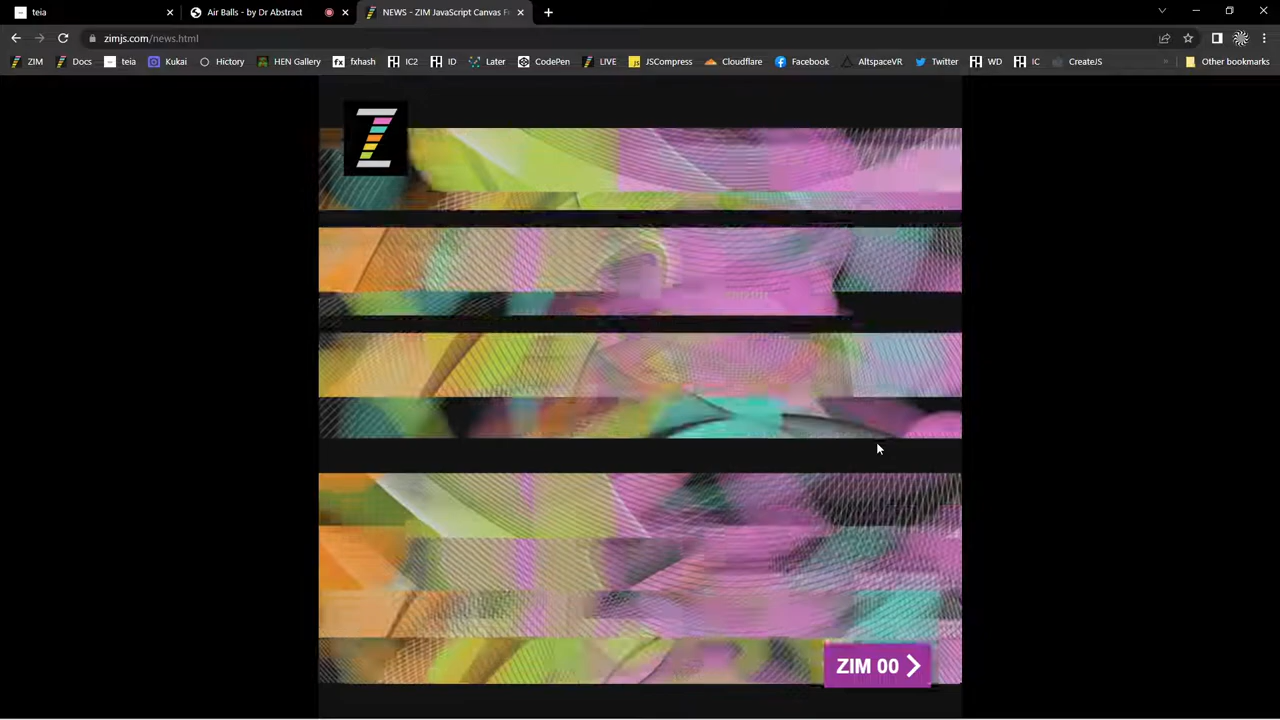 teia
Air Balls - by Dr Abstract
NEWS - ZIM JavaScript Canvas F
zimjs.com/news.html
ZIM
Docs
teia
Kukai
Hictory
HEN Gallery
fxhash
IC2
ID
Later
CodePen
LIVE
JSCompress
Cloudflare
Facebook
AltspaceVR
Twitter
WD
IC
CreateJS
Other bookmarks
ZIM 00